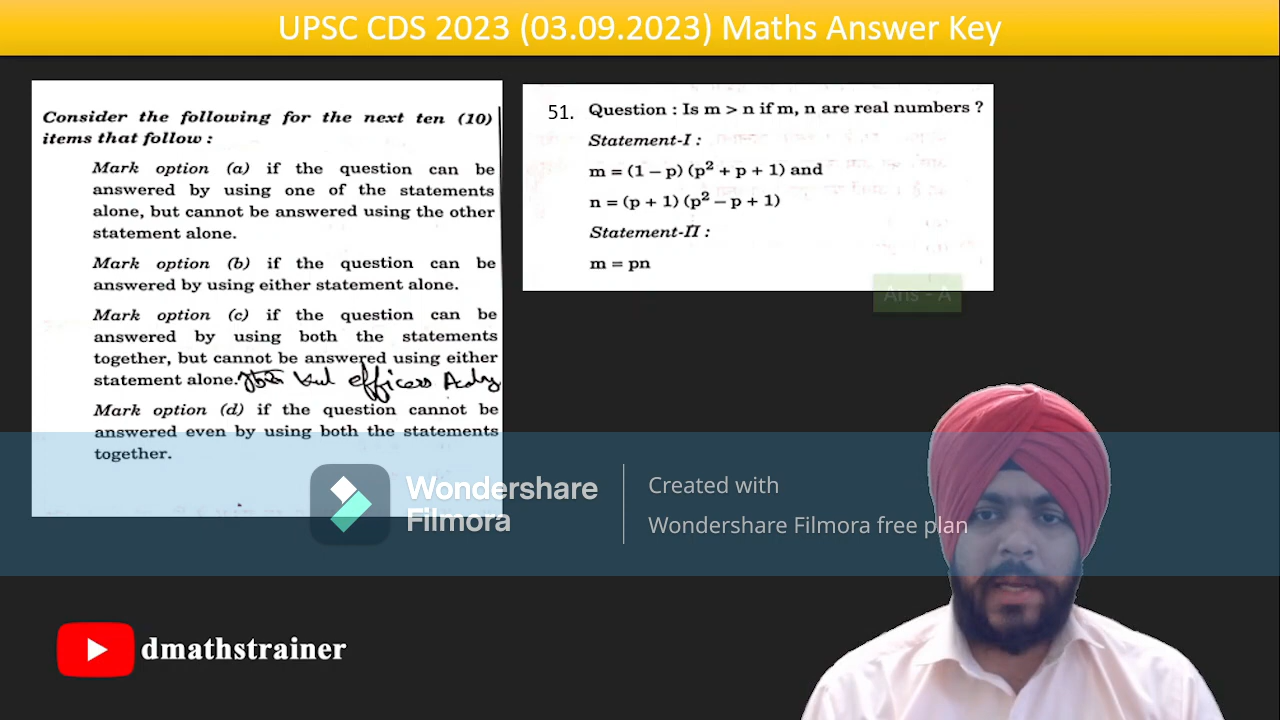 UPSC CDS 2023 (03.09.2023) Maths Answer Key
Consider the following for the next ten (10)
items that follow :
Mark option (a) if the question can be
answered by using one of the statements
alone, but cannot be answered using the other
statement alone.
Mark option (b) if the question can be
answered by using either statement alone.
Mark option (c) if the question can be
answered by using both the statements
together, but cannot be answered using either
statement alone.
efficers
Mark option (d) if the question cannot be
answered even by using both the statements
together.
51. Question : Is m > n if m, n are real numbers ?
Statement-I :
m = (1 – p) (p² + p + 1) and
n = (p + 1) (p² – p + 1)
Statement-II :
m = pn
Ans - A
Wondershare
Filmora
Created with
Wondershare Filmora free plan
dmathstrainer